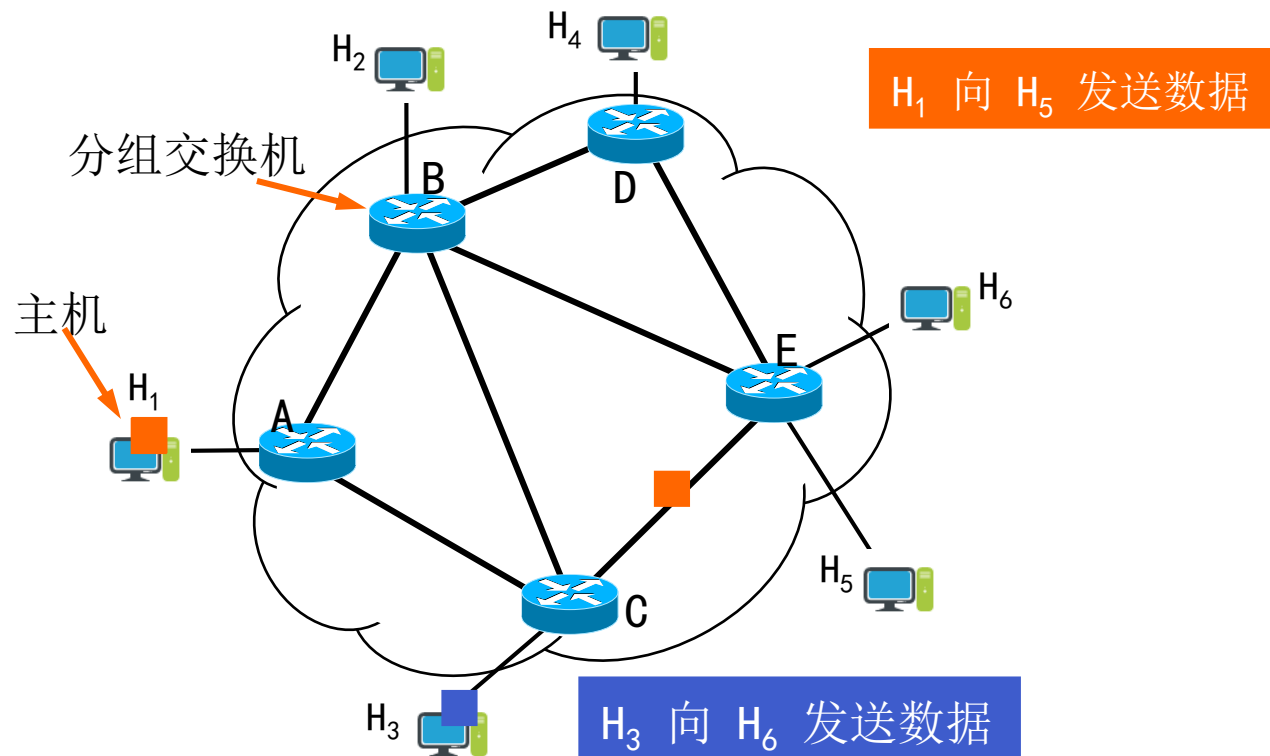 H₄
H₂
H₁ 向 H₅ 发送数据
分组交换机
B
D
H₆
主机
E
H₁
A
H₅
C
H₃
H₃ 向 H₆ 发送数据